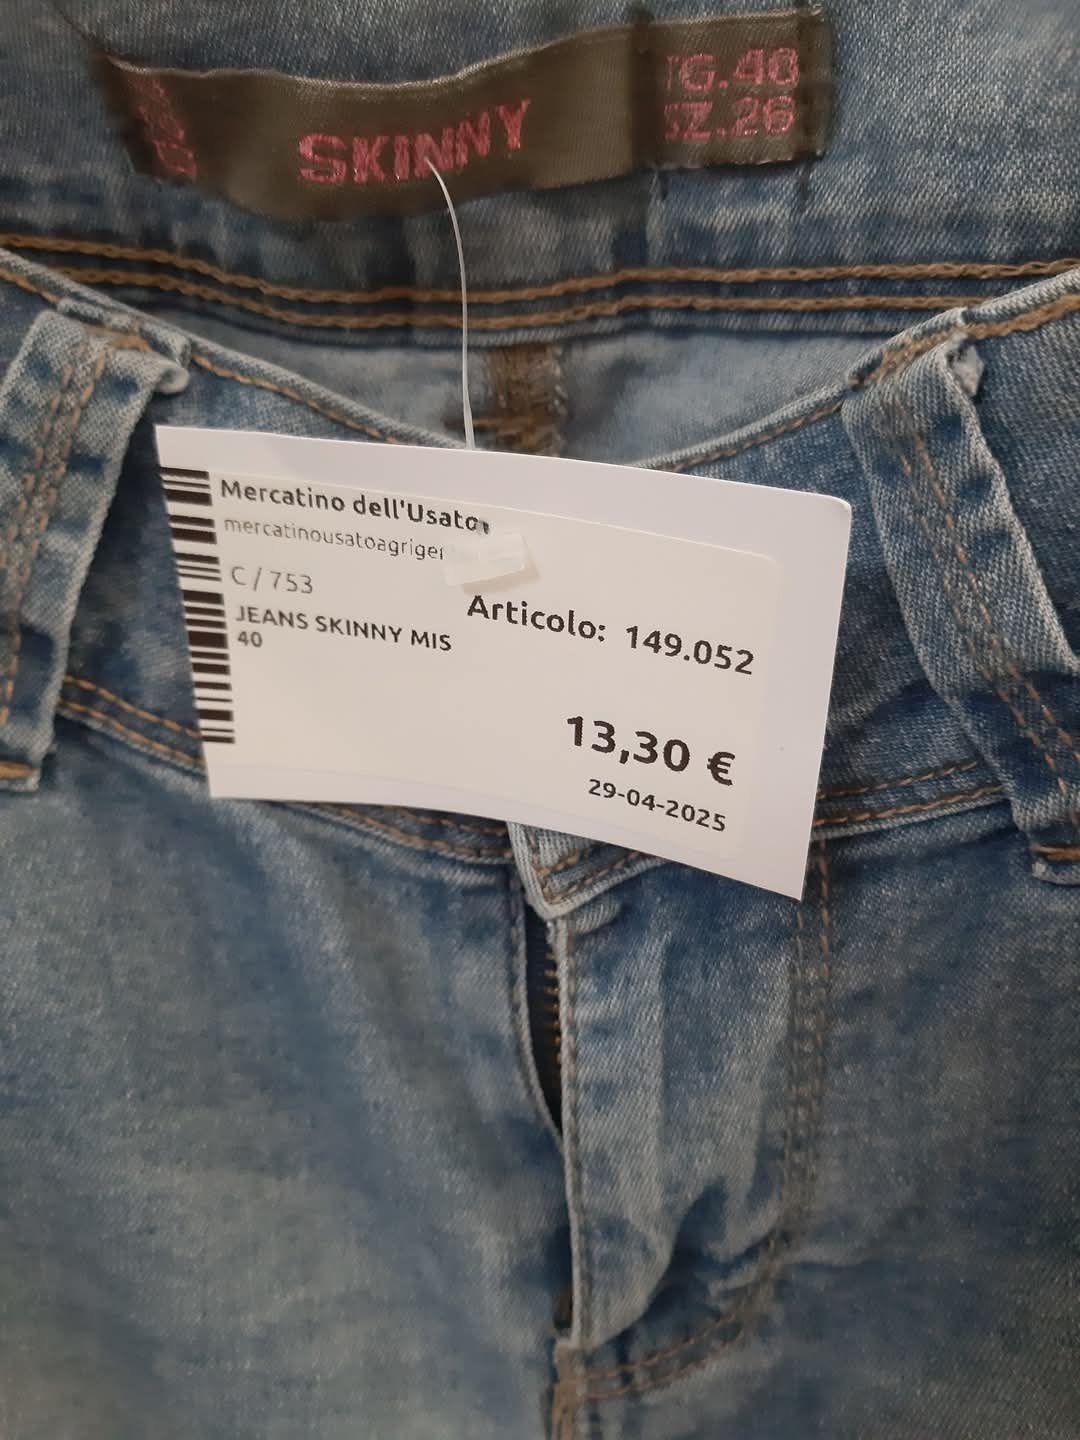 SKINNY
TG.40
SZ.26
Mercatino dell'Usato
mercatinousatoagrigen
C / 753
JEANS SKINNY MIS
40
Articolo: 149.052
13,30 €
29-04-2025